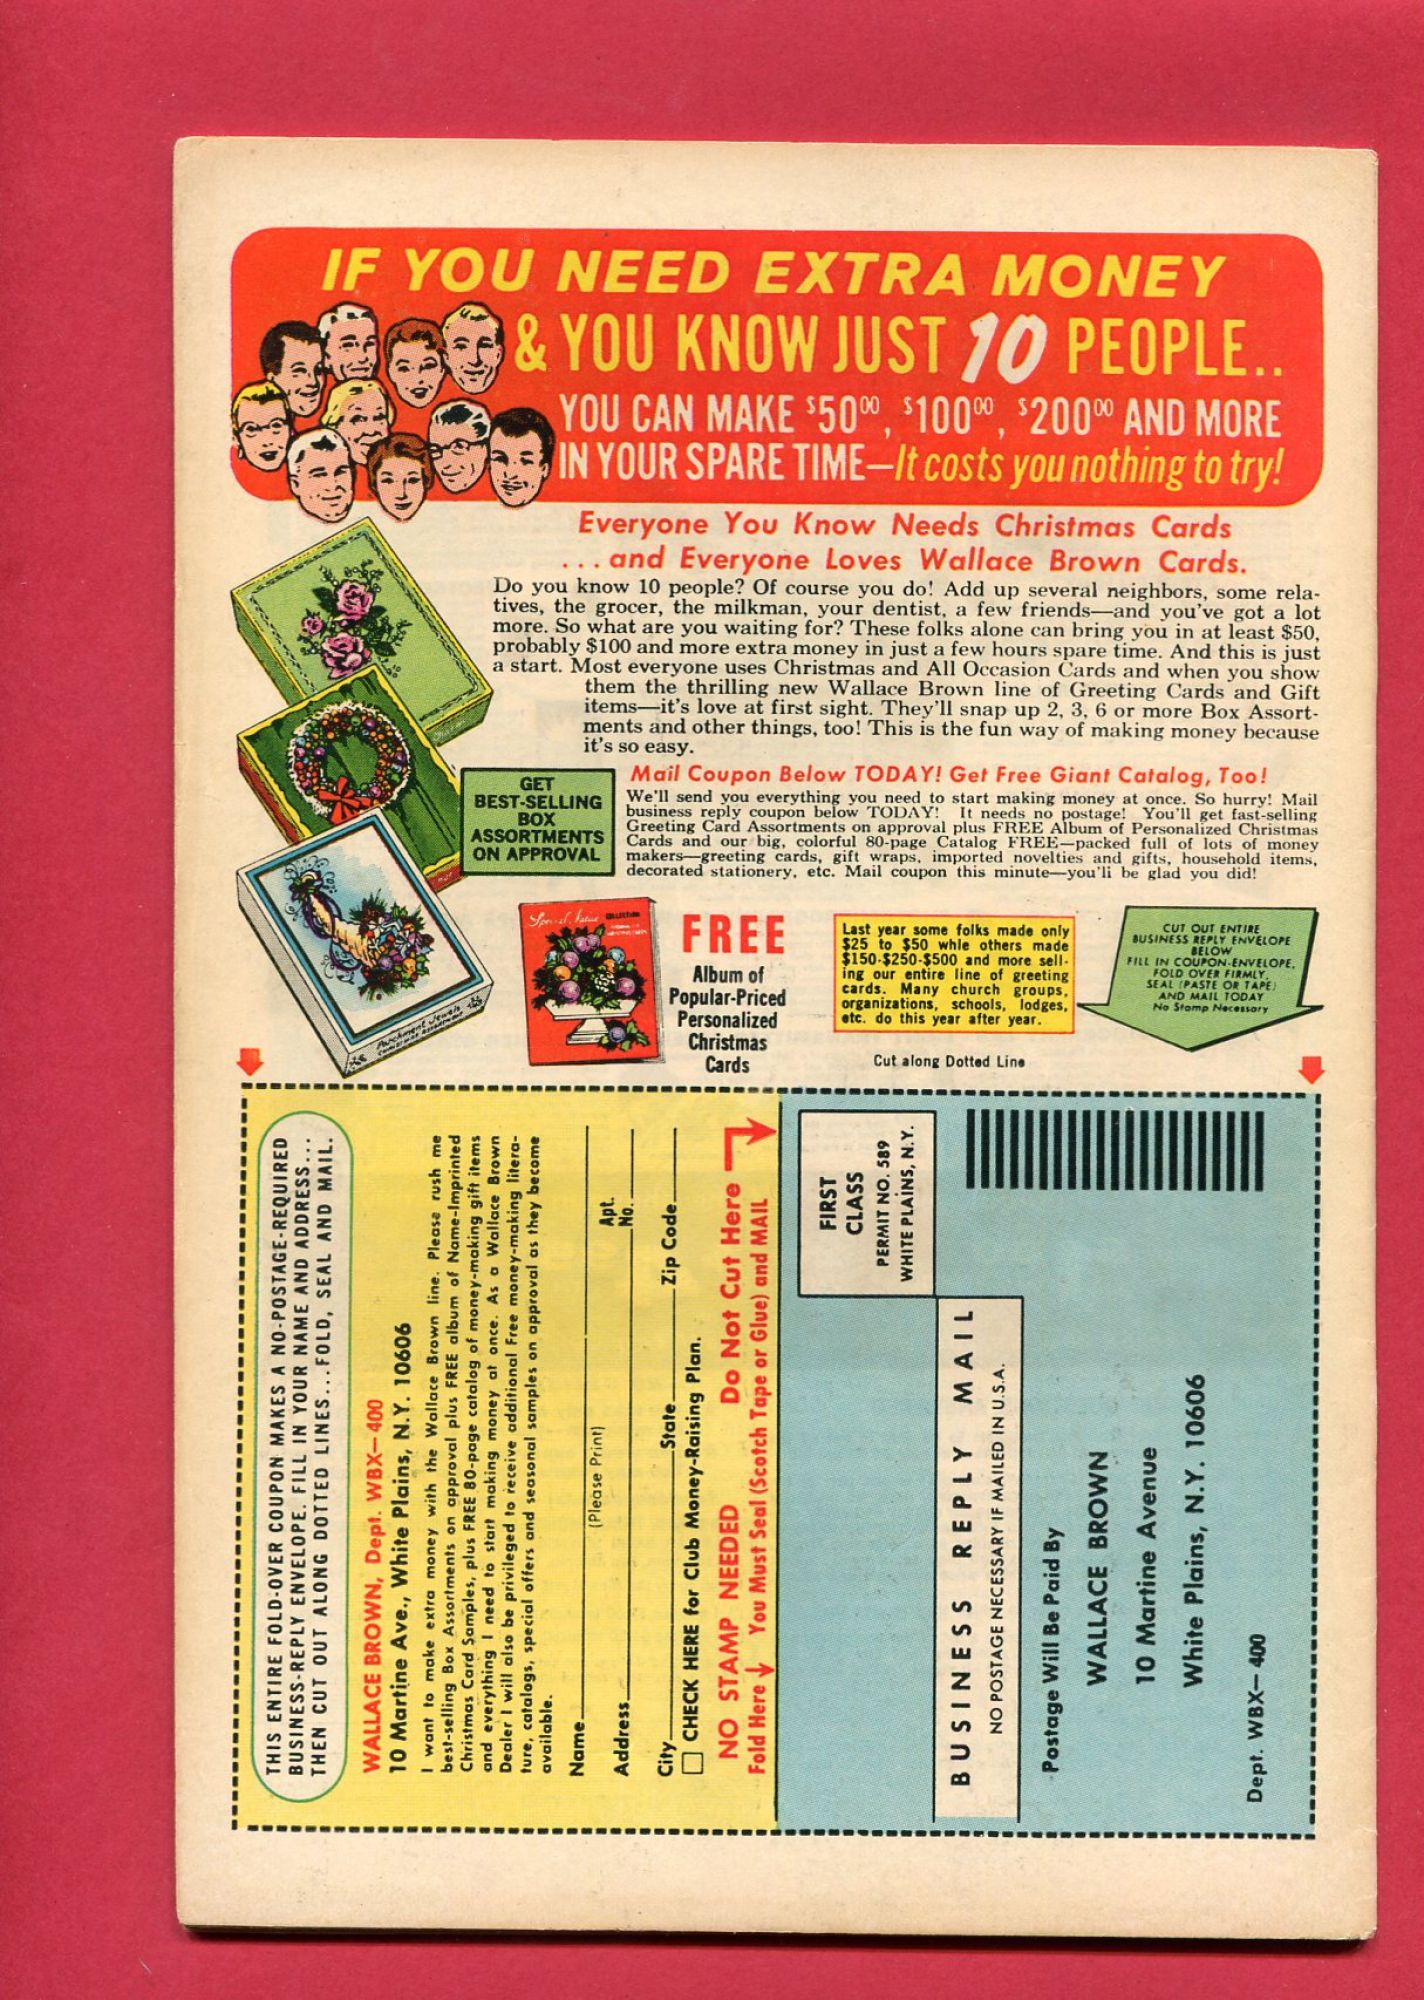 IF YOU NEED EXTRA MONEY
& YOU KNOW JUST 10 PEOPLE..
YOU CAN MAKE $50⁰⁰, $100⁰⁰, $200⁰⁰ AND MORE
IN YOUR SPARE TIME—It costs you nothing to try!
Everyone You Know Needs Christmas Cards
...and Everyone Loves Wallace Brown Cards.
Do you know 10 people? Of course you do! Add up several neighbors, some rela-
tives, the grocer, the milkman, your dentist, a few friends—and you've got a lot
more. So what are you waiting for? These folks alone can bring you in at least $50,
probably $100 and more extra money in just a few hours spare time. And this is just
a start. Most everyone uses Christmas and All Occasion Cards and when you show
them the thrilling new Wallace Brown line of Greeting Cards and Gift
items—it's love at first sight. They'll snap up 2, 3, 6 or more Box Assort-
ments and other things, too! This is the fun way of making money because
it's so easy.
GET
BEST-SELLING
BOX
ASSORTMENTS
ON APPROVAL
Mail Coupon Below TODAY! Get Free Giant Catalog, Too!
We'll send you everything you need to start making money at once. So hurry! Mail
business reply coupon below TODAY! It needs no postage! You'll get fast-selling
Greeting Card Assortments on approval plus FREE Album of Personalized Christmas
Cards and our big, colorful 80-page Catalog FREE—packed full of lots of money
makers—greeting cards, gift wraps, imported novelties and gifts, household items,
decorated stationery, etc. Mail coupon this minute—you'll be glad you did!
Parchment Jewels
CHRISTMAS ASSORTMENT
Special Issue
FREE
Album of
Popular-Priced
Personalized
Christmas
Cards
Last year some folks made only
$25 to $50 whle others made
$150-$250-$500 and more sell-
ing our entire line of greeting
cards. Many church groups,
organizations, schools, lodges,
etc. do this year after year.
CUT OUT ENTIRE
BUSINESS REPLY ENVELOPE
BELOW
FILL IN COUPON-ENVELOPE,
FOLD OVER FIRMLY,
SEAL (PASTE OR TAPE)
AND MAIL TODAY
No Stamp Necessary
Cut along Dotted Line
THIS ENTIRE FOLD-OVER COUPON MAKES A NO-POSTAGE-REQUIRED
BUSINESS-REPLY ENVELOPE. FILL IN YOUR NAME AND ADDRESS...
THEN CUT OUT ALONG DOTTED LINES...FOLD, SEAL AND MAIL.
WALLACE BROWN, Dept. WBX—400
10 Martine Ave., White Plains, N.Y. 10606
I want to make extra money with the Wallace Brown line. Please rush me
best-selling Box Assortments on approval plus FREE album of Name-Imprinted
Christmas Card Samples, plus FREE 80-page catalog of money-making gift items
and everything I need to start making money at once. As a Wallace Brown
Dealer I will also be privileged to receive additional Free money-making litera-
ture, catalogs, special offers and seasonal samples on approval as they become
available.
Name
(Please Print)
Address Apt. No.
City State Zip Code
CHECK HERE for Club Money-Raising Plan.
NO STAMP NEEDED Do Not Cut Here
Fold Here You Must Seal (Scotch Tape or Glue) and MAIL
FIRST
CLASS
PERMIT NO. 589
WHITE PLAINS, N.Y.
BUSINESS REPLY MAIL
NO POSTAGE NECESSARY IF MAILED IN U.S.A.
Postage Will Be Paid By
WALLACE BROWN
10 Martine Avenue
White Plains, N.Y. 10606
Dept. WBX—400